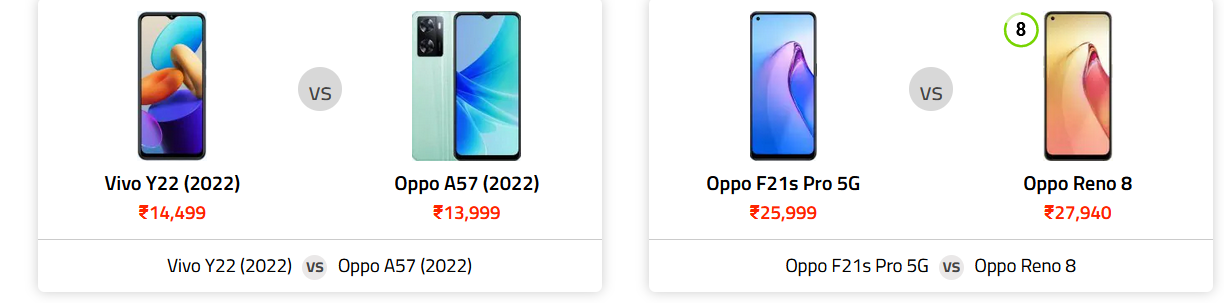 vs
Vivo Y22 (2022)
₹14,499
Oppo A57 (2022)
₹13,999
Vivo Y22 (2022) vs Oppo A57 (2022)
8
vs
Oppo F21s Pro 5G
₹25,999
Oppo Reno 8
₹27,940
Oppo F21s Pro 5G vs Oppo Reno 8